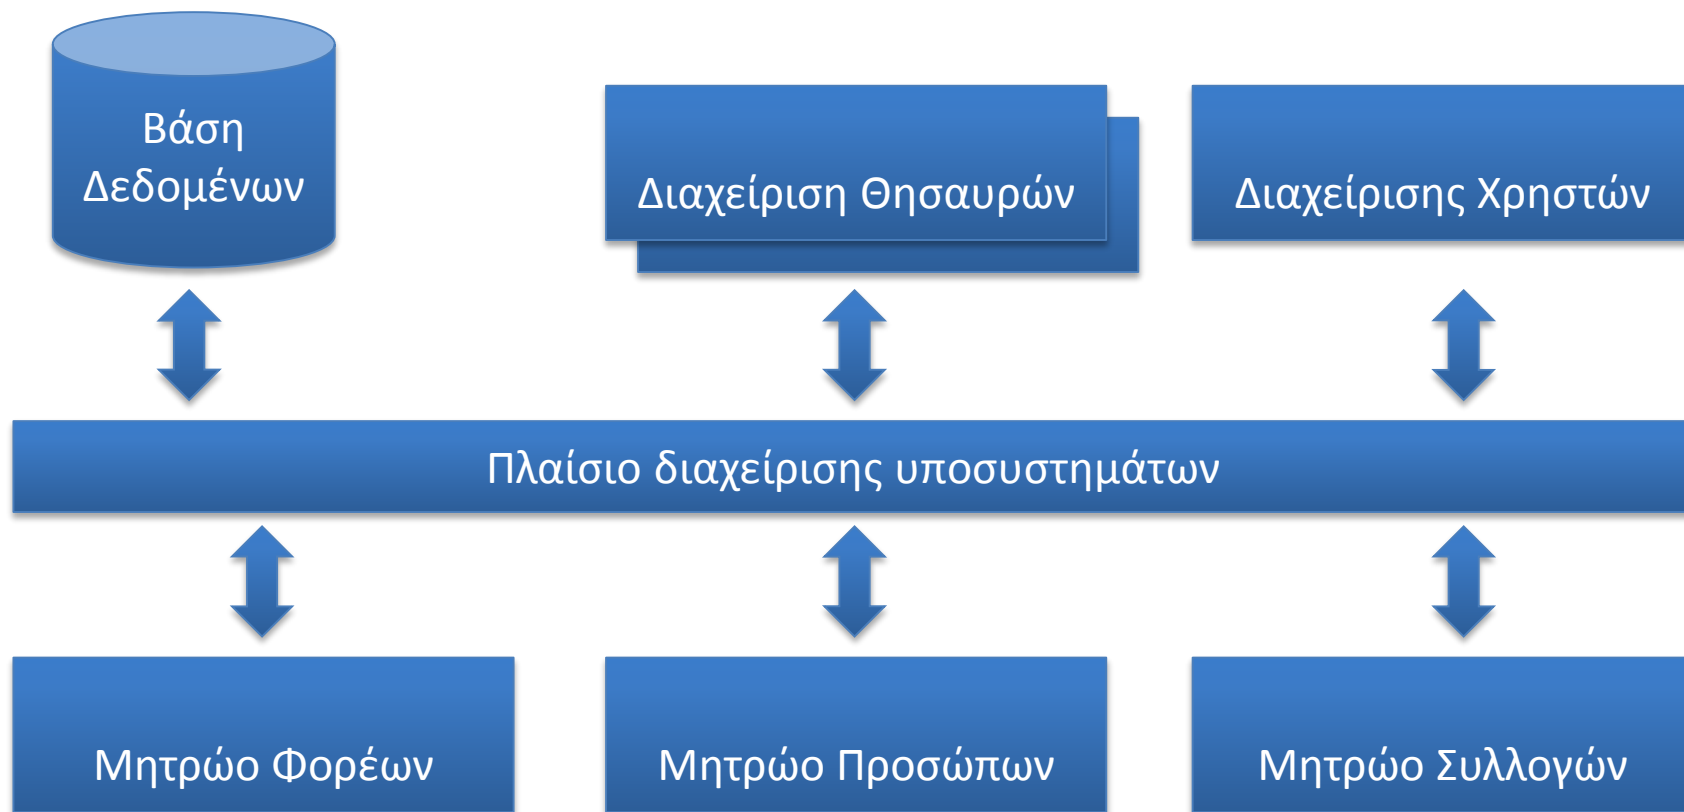 Βάση
Δεδομένων
Διαχείριση Θησαυρών
Διαχείρισης Χρηστών
Πλαίσιο διαχείρισης υποσυστημάτων
Μητρώο Φορέων
Μητρώο Προσώπων
Μητρώο Συλλογών